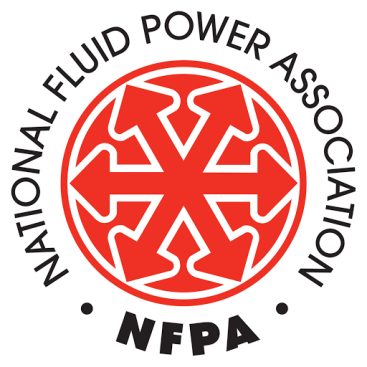 NATIONAL FLUID POWER ASSOCIATION
• NFPA •